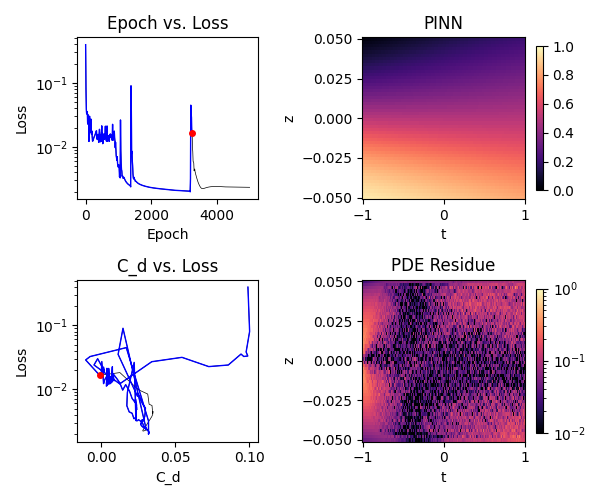 Epoch vs. Loss
Loss
10⁻¹
10⁻²
0
2000
4000
Epoch
PINN
z
0.050
0.025
0.000
−0.025
−0.050
−1
0
1
t
1.0
0.8
0.6
0.4
0.2
0.0
C_d vs. Loss
Loss
10⁻¹
10⁻²
0.00
0.05
0.10
C_d
PDE Residue
z
0.050
0.025
0.000
−0.025
−0.050
−1
0
1
t
10⁰
10⁻¹
10⁻²